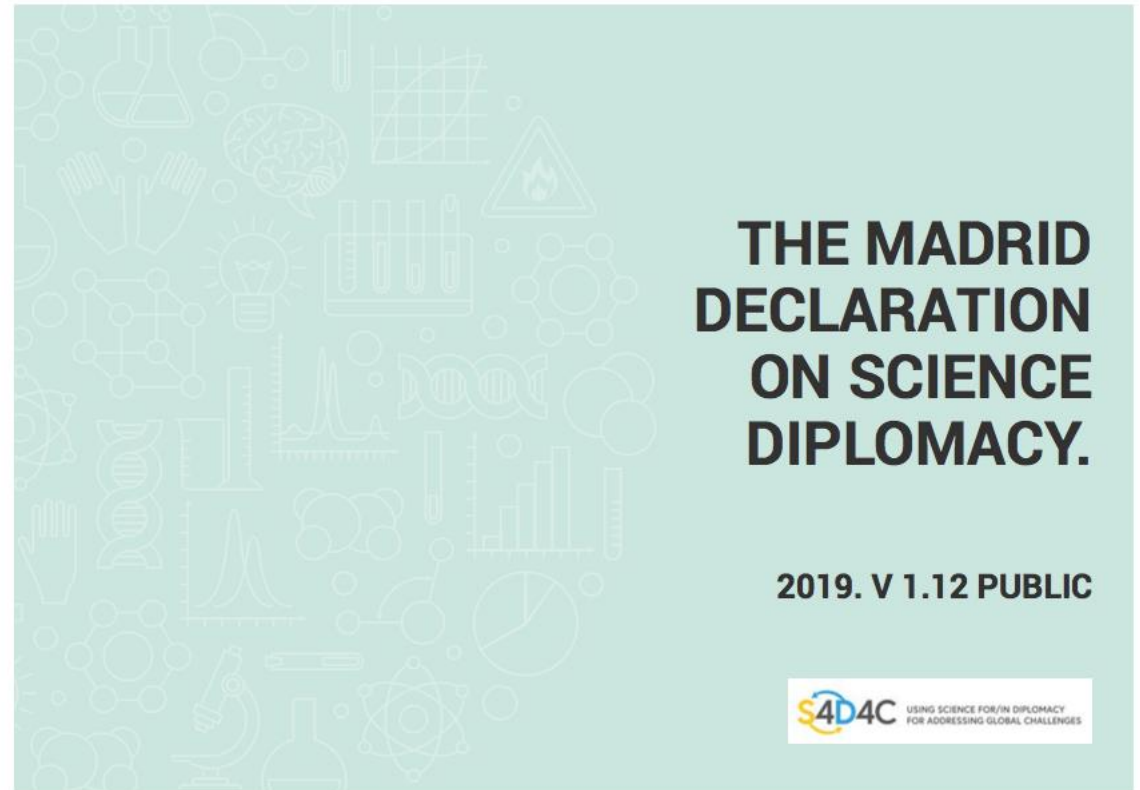 THE MADRID
DECLARATION
ON SCIENCE
DIPLOMACY.
2019. V 1.12 PUBLIC
S4D4C
USING SCIENCE FOR/IN DIPLOMACY
FOR ADDRESSING GLOBAL CHALLENGES